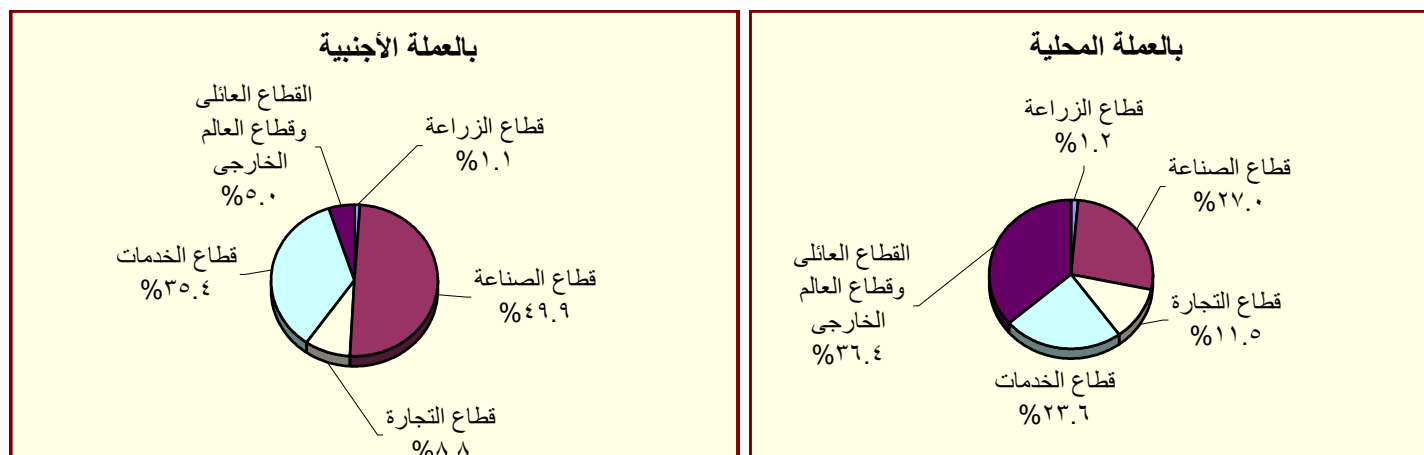 بالعملة المحلية
قطاع الزراعة
%١.٢
قطاع الصناعة
%٢٧.٠
قطاع التجارة
%١١.٥
قطاع الخدمات
%٢٣.٦
القطاع العائلى
وقطاع العالم
الخارجى
%٣٦.٤
بالعملة الأجنبية
قطاع الزراعة
%١.١
قطاع الصناعة
%٤٩.٩
قطاع التجارة
%٨.٨
قطاع الخدمات
%٣٥.٤
القطاع العائلى
وقطاع العالم
الخارجى
%٥.٠